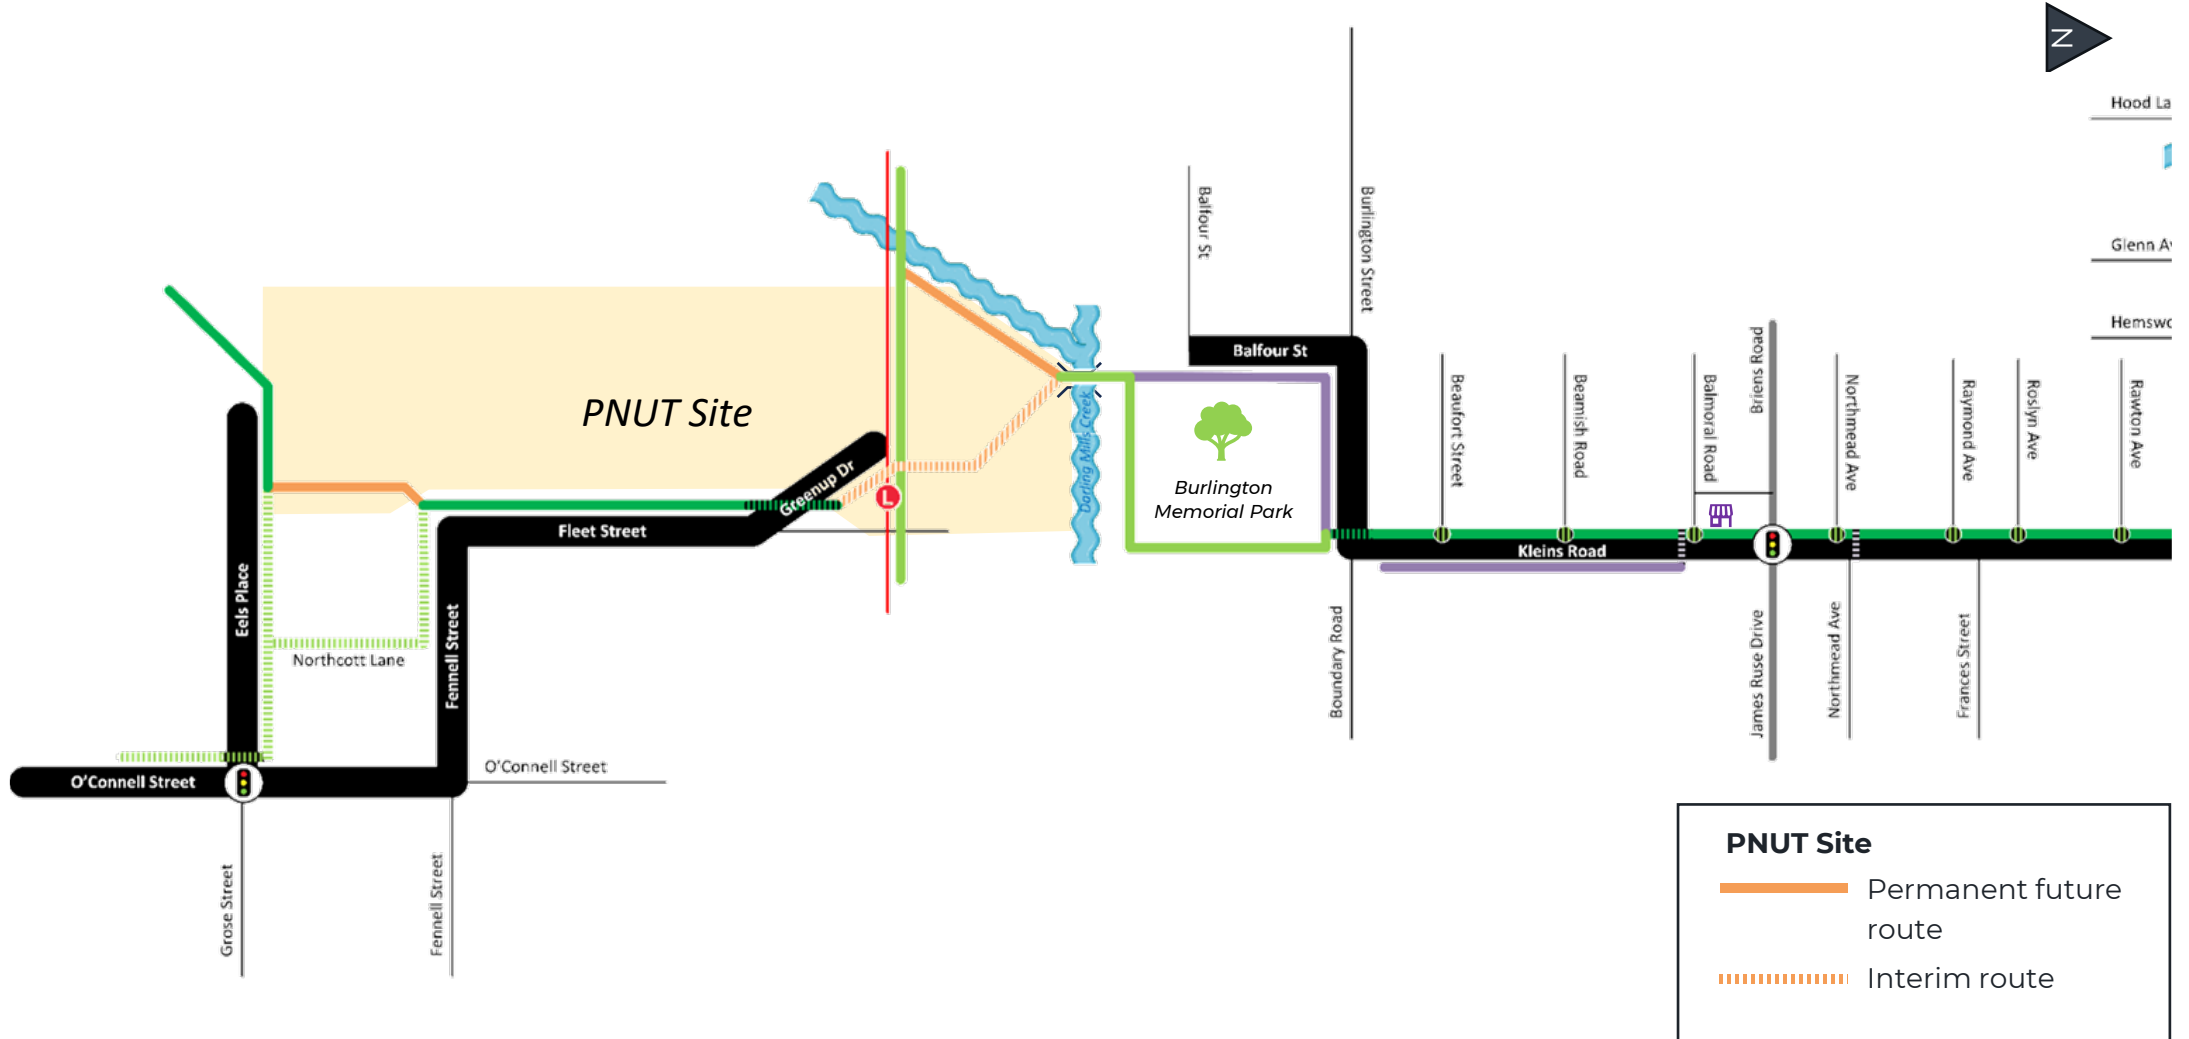 N
Hood La
Glenn A
Hemswo
Balfour St
Burlington Street
Balfour St
Briens Road
Beaufort Street
Beamish Road
Balmoral Road
Northmead Ave
Raymond Ave
Roslyn Ave
Rawton Ave
PNUT Site
Greenup Dr
L
Darling Mills Creek
Burlington
Memorial Park
Fleet Street
Kleins Road
Eels Place
Northcott Lane
Fennell Street
Boundary Road
James Ruse Drive
Northmead Ave
Frances Street
O'Connell Street
O'Connell Street
Grose Street
Fennell Street
PNUT Site
Permanent future
route
Interim route